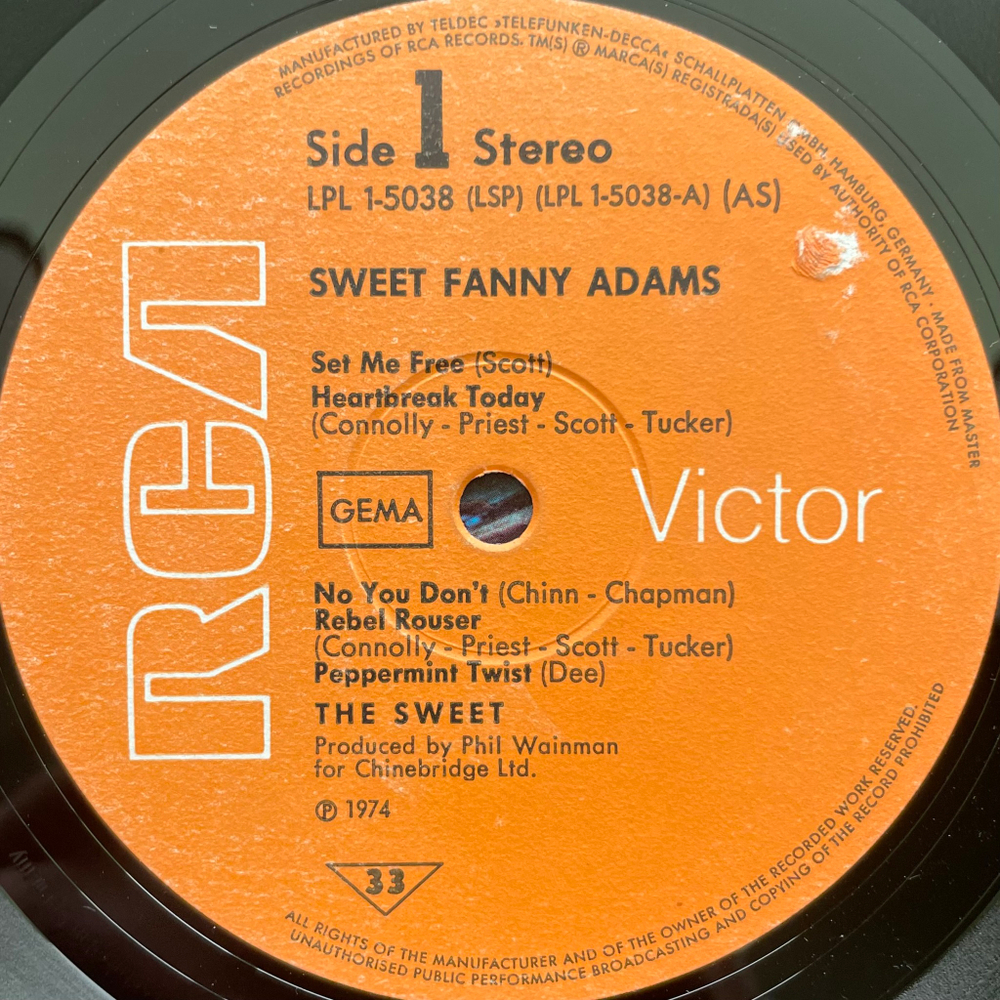 MANUFACTURED BY TELDEC »TELEFUNKEN-DECCA« SCHALLPLATTEN GMBH, HAMBURG, GERMANY · MADE FROM MASTER
RECORDINGS OF RCA RECORDS. TM(S) ® MARCA(S) REGISTRADA(S) USED BY AUTHORITY OF RCA CORPORATION
Side 1 Stereo
LPL 1-5038 (LSP) (LPL 1-5038-A) (AS)
SWEET FANNY ADAMS
Set Me Free (Scott)
Heartbreak Today
(Connolly - Priest - Scott - Tucker)
RCA
GEMA
Victor
No You Don't (Chinn - Chapman)
Rebel Rouser
(Connolly - Priest - Scott - Tucker)
Peppermint Twist (Dee)
THE SWEET
Produced by Phil Wainman
for Chinebridge Ltd.
℗ 1974
33
ALL RIGHTS OF THE MANUFACTURER AND OF THE OWNER OF THE RECORDED WORK RESERVED.
UNAUTHORISED PUBLIC PERFORMANCE BROADCASTING AND COPYING OF THE RECORD PROHIBITED